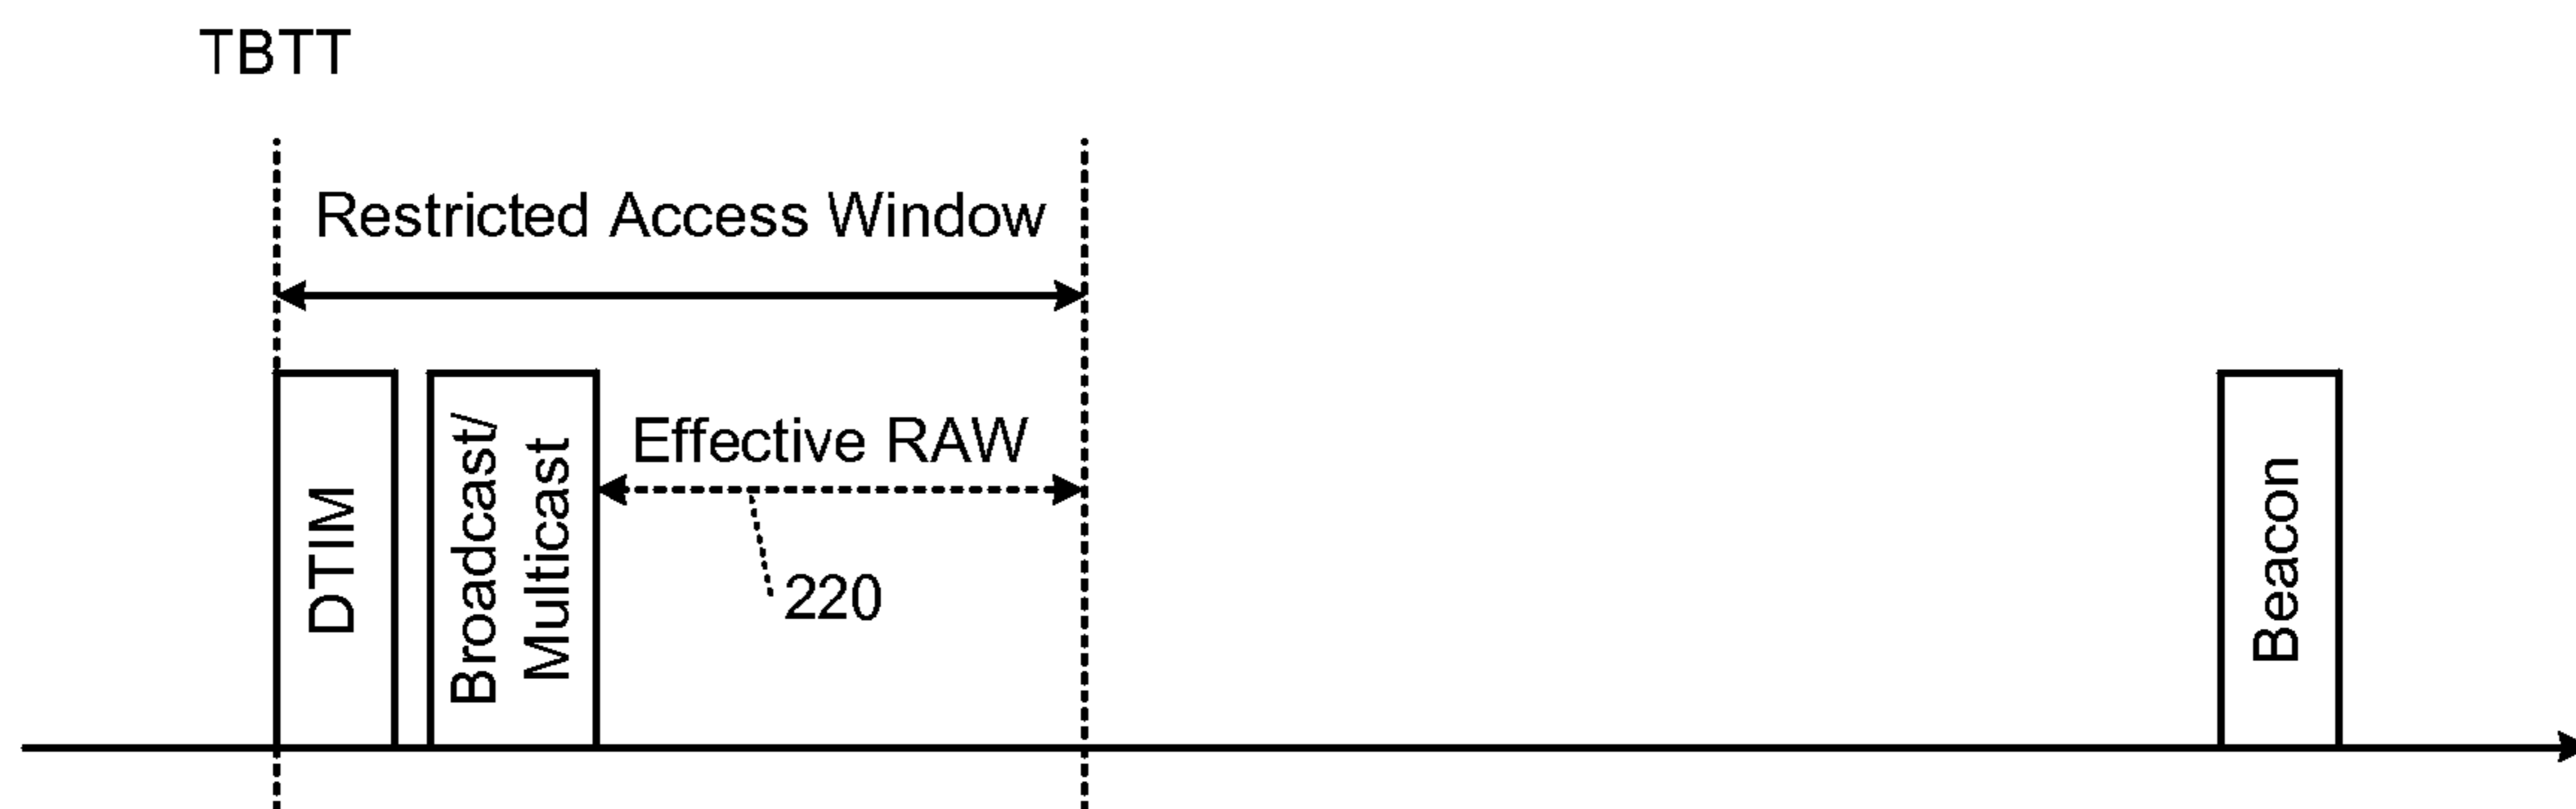 TBTT
Restricted Access Window
DTIM
Broadcast/
Multicast
Effective RAW
220
Beacon